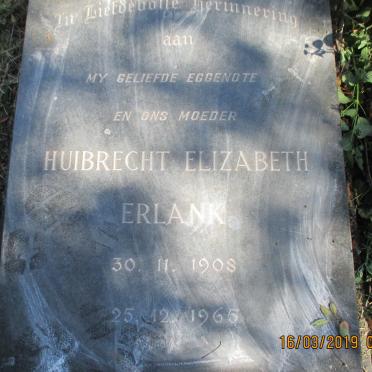 In Liefdevolle Herinnering
aan
MY GELIEFDE EGGENOTE
EN ONS MOEDER
HUIBRECHT ELIZABETH
ERLANK
30. 11. 1908
25. 12. 1965
16/03/2019 0